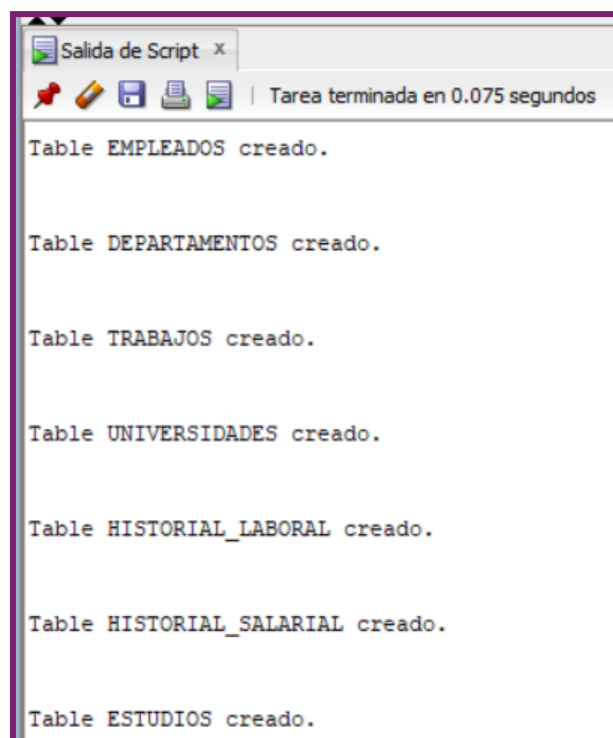 Salida de Script x
Tarea terminada en 0.075 segundos
Table EMPLEADOS creado.
Table DEPARTAMENTOS creado.
Table TRABAJOS creado.
Table UNIVERSIDADES creado.
Table HISTORIAL_LABORAL creado.
Table HISTORIAL_SALARIAL creado.
Table ESTUDIOS creado.